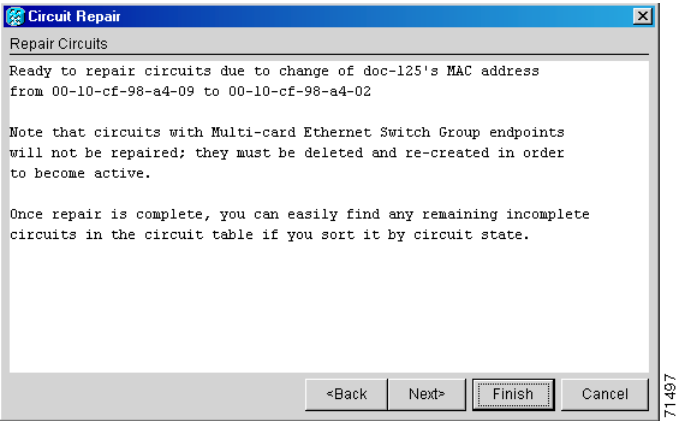 Circuit Repair
Repair Circuits
Ready to repair circuits due to change of doc-125's MAC address
from 00-10-cf-98-a4-09 to 00-10-cf-98-a4-02
Note that circuits with Multi-card Ethernet Switch Group endpoints
will not be repaired; they must be deleted and re-created in order
to become active.
Once repair is complete, you can easily find any remaining incomplete
circuits in the circuit table if you sort it by circuit state.
<Back Next> Finish Cancel
71497